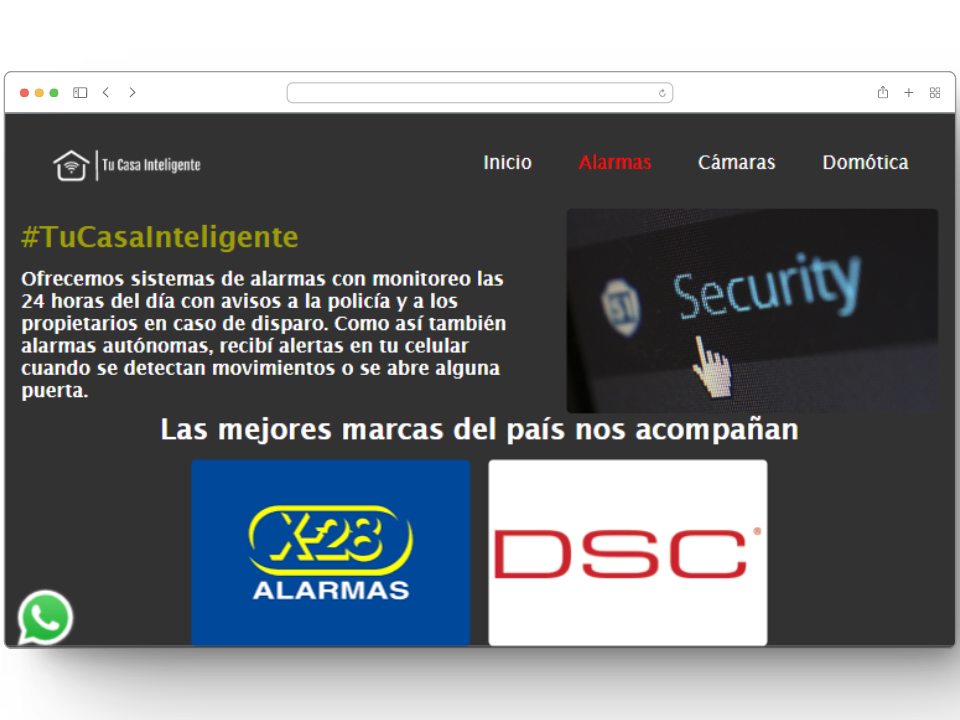 Tu Casa Inteligente
Inicio
Alarmas
Cámaras
Domótica
#TuCasaInteligente
Ofrecemos sistemas de alarmas con monitoreo las
24 horas del día con avisos a la policía y a los
propietarios en caso de disparo. Como así también
alarmas autónomas, recibí alertas en tu celular
cuando se detectan movimientos o se abre alguna
puerta.
Security
Las mejores marcas del país nos acompañan
X-28
ALARMAS
DSC